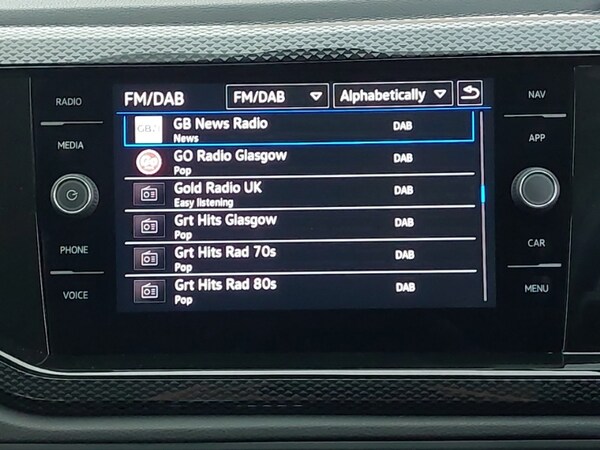 RADIO
MEDIA
PHONE
VOICE
FM/DAB
FM/DAB
Alphabetically
GB News Radio
News
DAB
GO Radio Glasgow
Pop
DAB
Gold Radio UK
Easy listening
DAB
Grt Hits Glasgow
Pop
DAB
Grt Hits Rad 70s
Pop
DAB
Grt Hits Rad 80s
Pop
DAB
NAV
APP
CAR
MENU